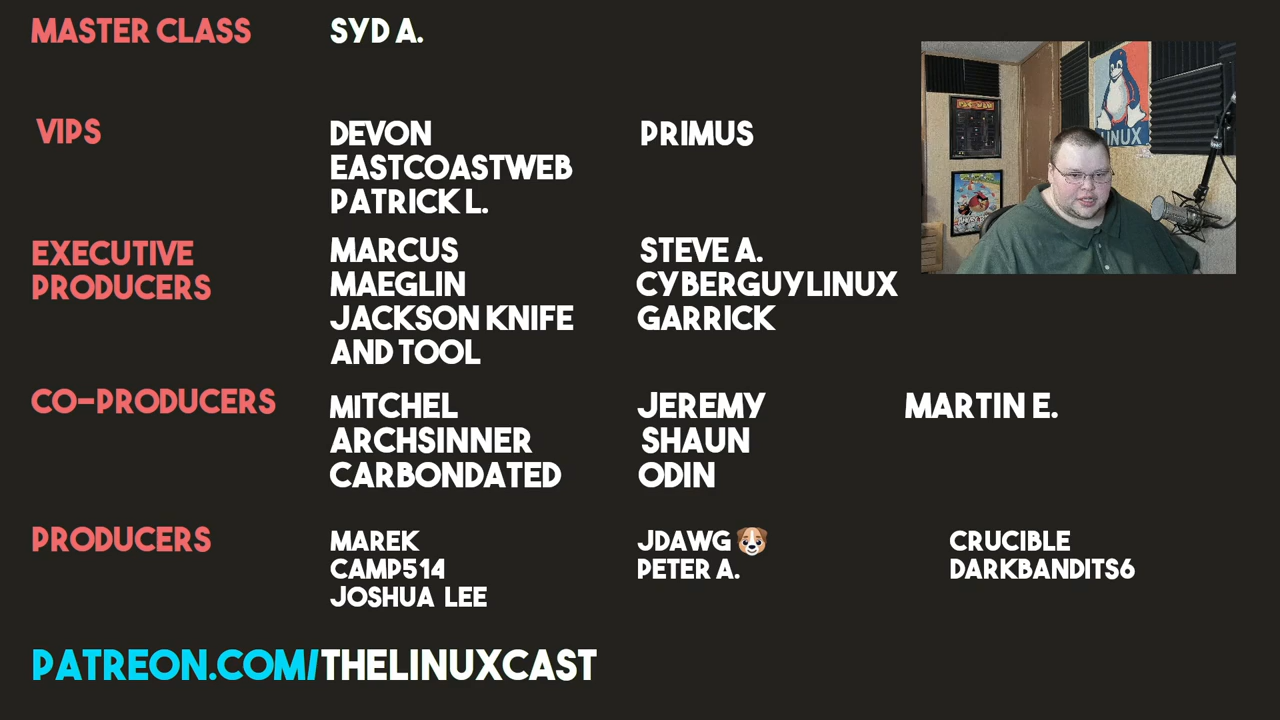 MASTER CLASS
SYD A.
VIPS
DEVON
EASTCOASTWEB
PATRICK L.
PRIMUS
EXECUTIVE
PRODUCERS
MARCUS
MAEGLIN
JACKSON KNIFE
AND TOOL
STEVE A.
CYBERGUYLINUX
GARRICK
CO-PRODUCERS
MITCHEL
ARCHSINNER
CARBONDATED
JEREMY
SHAUN
ODIN
MARTIN E.
PRODUCERS
MAREK
CAMP514
JOSHUA LEE
JDAWG 🐶
PETER A.
CRUCIBLE
DARKBANDITS6
PATREON.COM/THELINUXCAST
PAC-MAN
LINUX